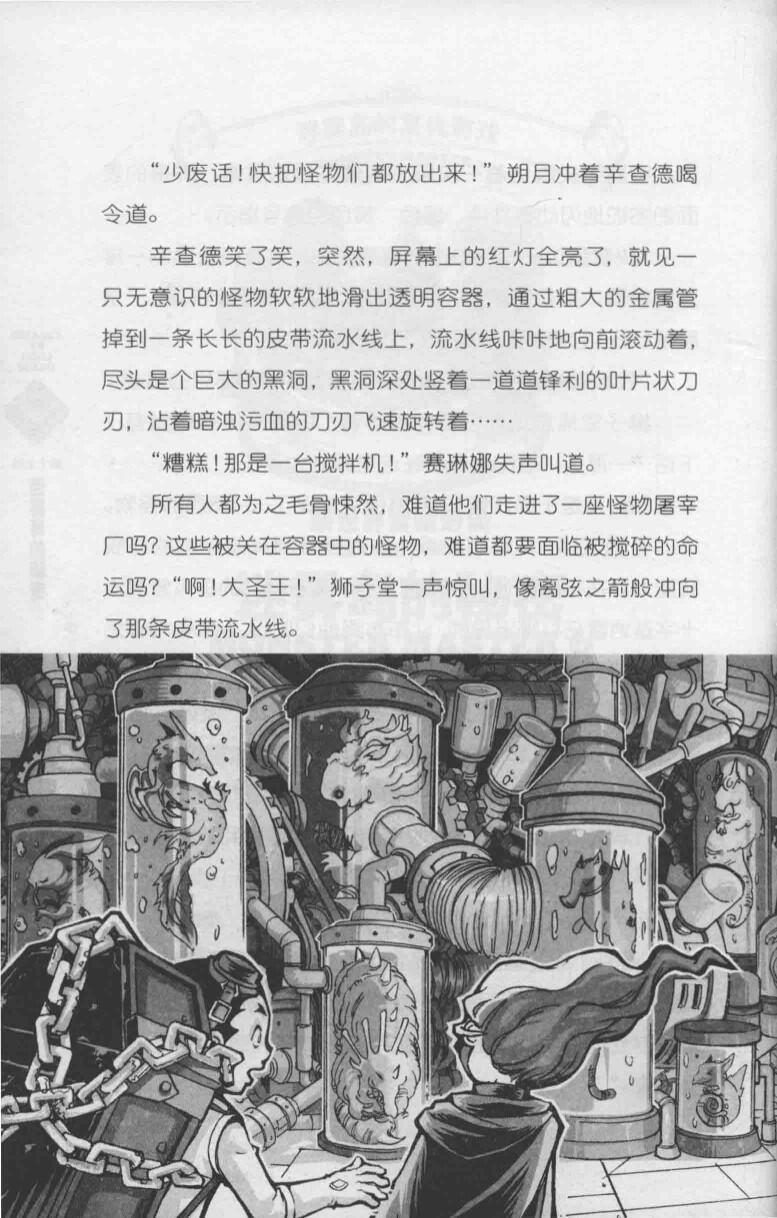 “少废话！快把怪物们都放出来！”朔月冲着辛查德喝
令道。
辛查德笑了笑，突然，屏幕上的红灯全亮了，就见一
只无意识的怪物软软地滑出透明容器，通过粗大的金属管
掉到一条长长的皮带流水线上，流水线咔咔地向前滚动着，
尽头是个巨大的黑洞，黑洞深处竖着一道道锋利的叶片状刀
刃，沾着暗浊污血的刀刃飞速旋转着……
“糟糕！那是一台搅拌机！”赛琳娜失声叫道。
所有人都为之毛骨悚然，难道他们走进了一座怪物屠宰
厂吗？这些被关在容器中的怪物，难道都要面临被搅碎的命
运吗？“啊！大圣王！”狮子堂一声惊叫，像离弦之箭般冲向
了那条皮带流水线。